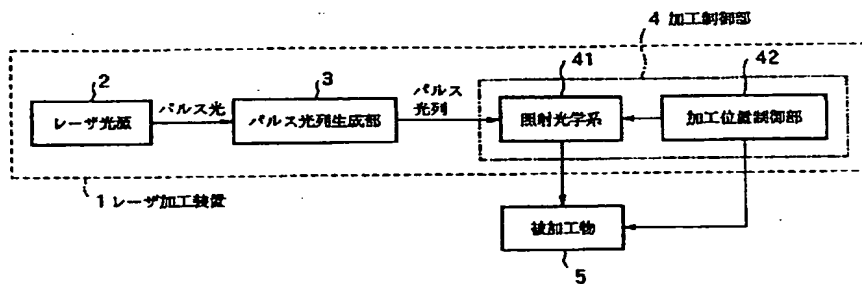 4 加工制御部
41
42
2
3
パルス
光列
レーザ光源
パルス光
パルス光列生成部
照射光学系
加工位置制御部
1 レーザ加工装置
被加工物
5